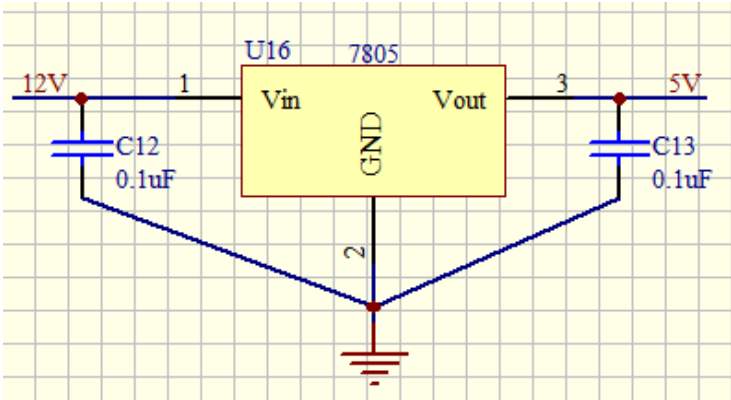 U16 7805
12V 1 Vin Vout 3 5V
GND
C12 C13
0.1uF 0.1uF
2